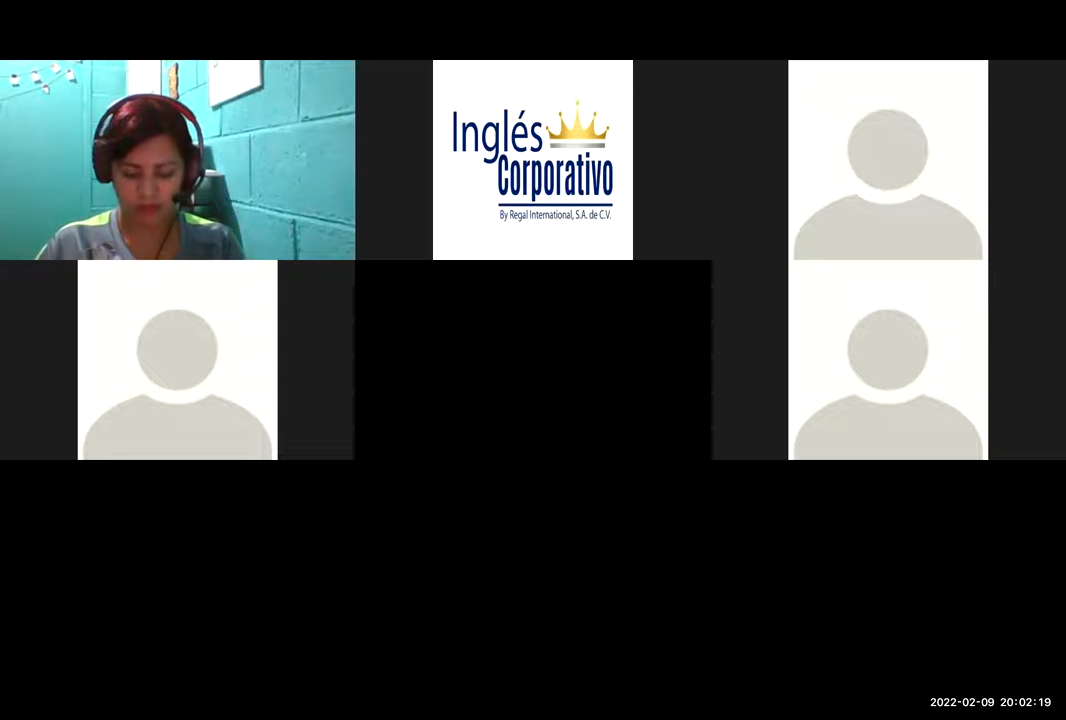 Inglés
Corporativo
By Regal International, S.A. de C.V.
2022-02-09 20:02:19